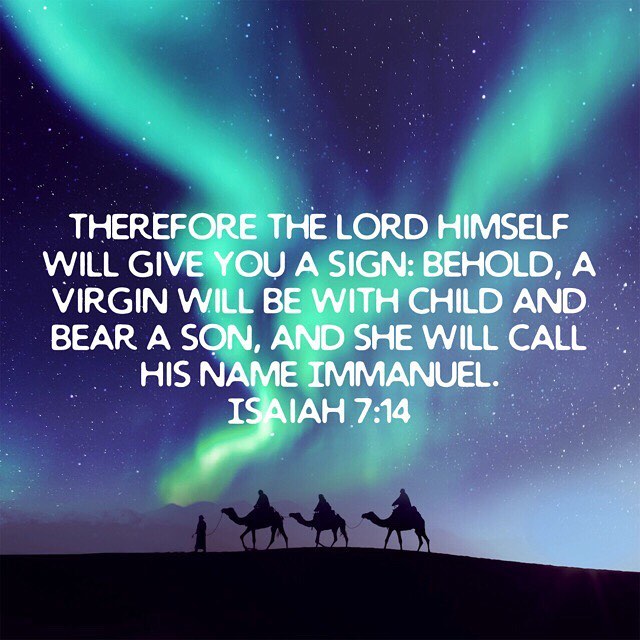 THEREFORE THE LORD HIMSELF
WILL GIVE YOU A SIGN: BEHOLD, A
VIRGIN WILL BE WITH CHILD AND
BEAR A SON, AND SHE WILL CALL
HIS NAME IMMANUEL.
ISAIAH 7:14